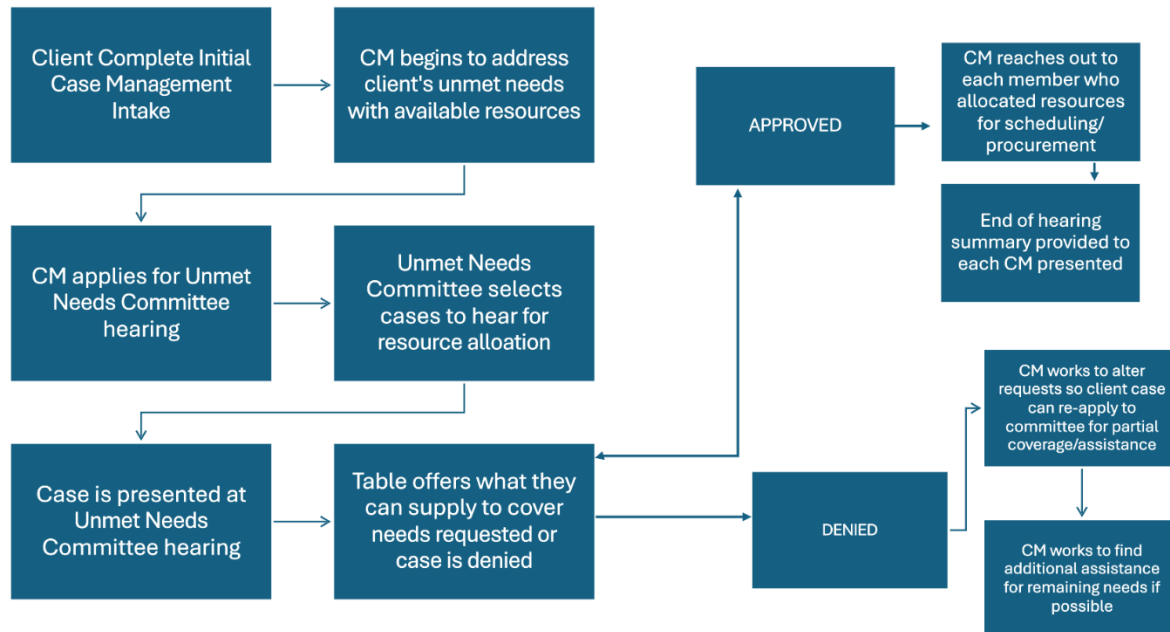 Client Complete Initial
Case Management
Intake
CM begins to address
client's unmet needs
with available resources
CM applies for Unmet
Needs Committee
hearing
Unmet Needs
Committee selects
cases to hear for
resource alloation
Case is presented at
Unmet Needs
Committee hearing
Table offers what they
can supply to cover
needs requested or
case is denied
APPROVED
CM reaches out to
each member who
allocated resources
for scheduling/
procurement
End of hearing
summary provided to
each CM presented
DENIED
CM works to alter
requests so client case
can re-apply to
committee for partial
coverage/assistance
CM works to find
additional assistance
for remaining needs if
possible